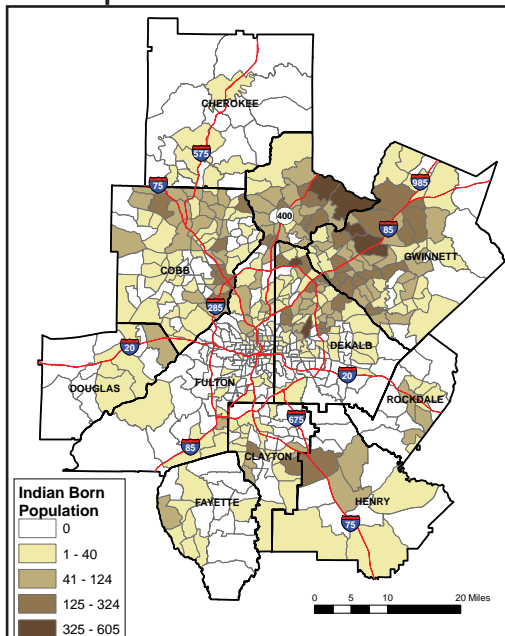 CHEROKEE
575
75
985
400
85
GWINNETT
COBB
285
20
DEKALB
DOUGLAS
FULTON
20
ROCKDALE
675
85
CLAYTON
FAYETTE
HENRY
75
Indian Born
Population
0
1 - 40
41 - 124
125 - 324
325 - 605
0 5 10 20 Miles